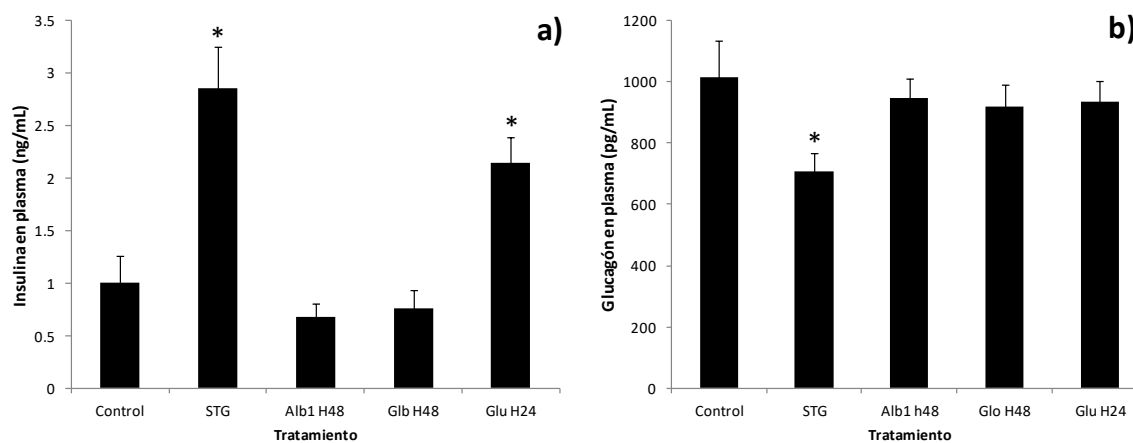 a)
Insulina en plasma (ng/mL)
3.5
3
2.5
2
1.5
1
0.5
0
*
*
Control STG Alb1 H48 Glb H48 Glu H24
Tratamiento
b)
Glucagón en plasma (pg/mL)
1200
1000
800
600
400
200
0
*
Control STG Alb1 h48 Glo H48 Glu H24
Tratamiento